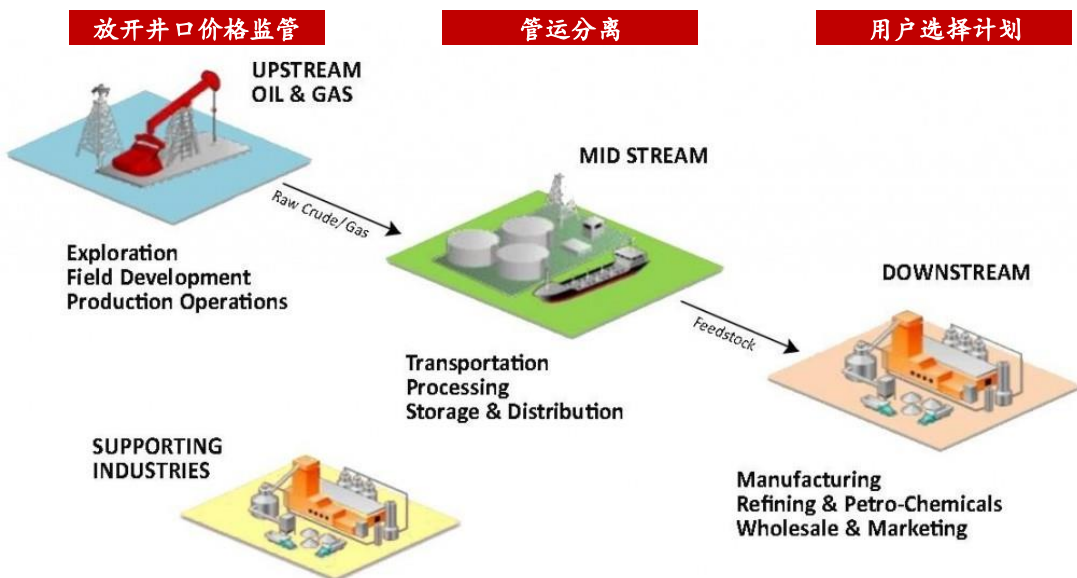 放开井口价格监管
管运分离
用户选择计划
UPSTREAM
OIL & GAS
MID STREAM
Raw Crude/Gas
Exploration
Field Development
Production Operations
DOWNSTREAM
Feedstock
Transportation
Processing
Storage & Distribution
SUPPORTING
INDUSTRIES
Manufacturing
Refining & Petro-Chemicals
Wholesale & Marketing